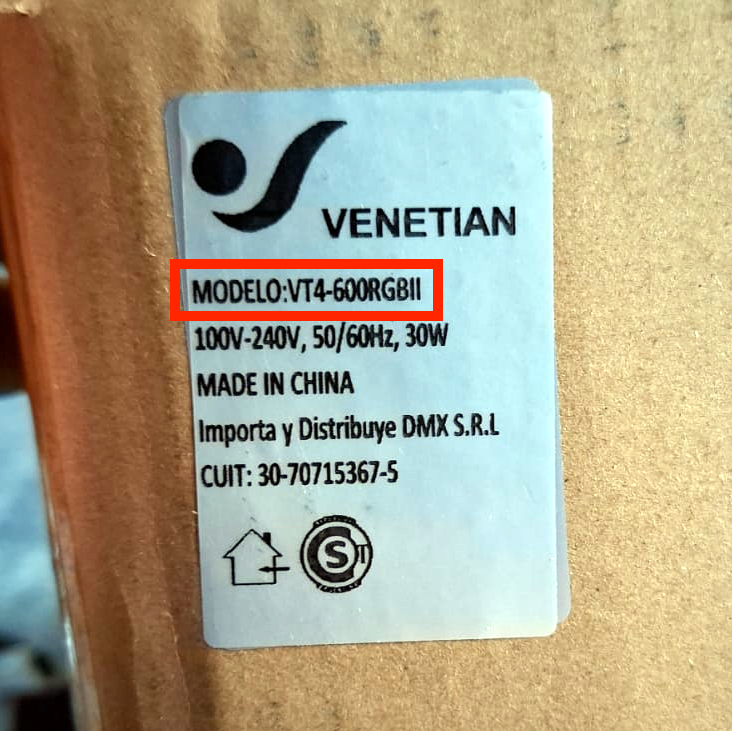 VENETIAN
MODELO:VT4-600RGBII
100V-240V, 50/60Hz, 30W
MADE IN CHINA
Importa y Distribuye DMX S.R.L
CUIT: 30-70715367-5
S